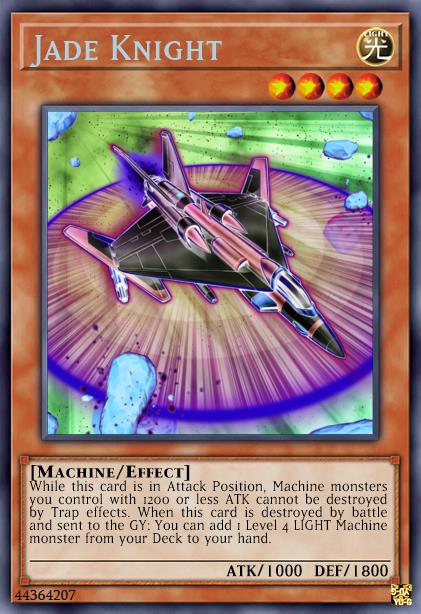 JADE KNIGHT
LIGHT
光
[MACHINE/EFFECT]
While this card is in Attack Position, Machine monsters
you control with 1200 or less ATK cannot be destroyed
by Trap effects. When this card is destroyed by battle
and sent to the GY: You can add 1 Level 4 LIGHT Machine
monster from your Deck to your hand.
ATK/1000 DEF/1800
44364207